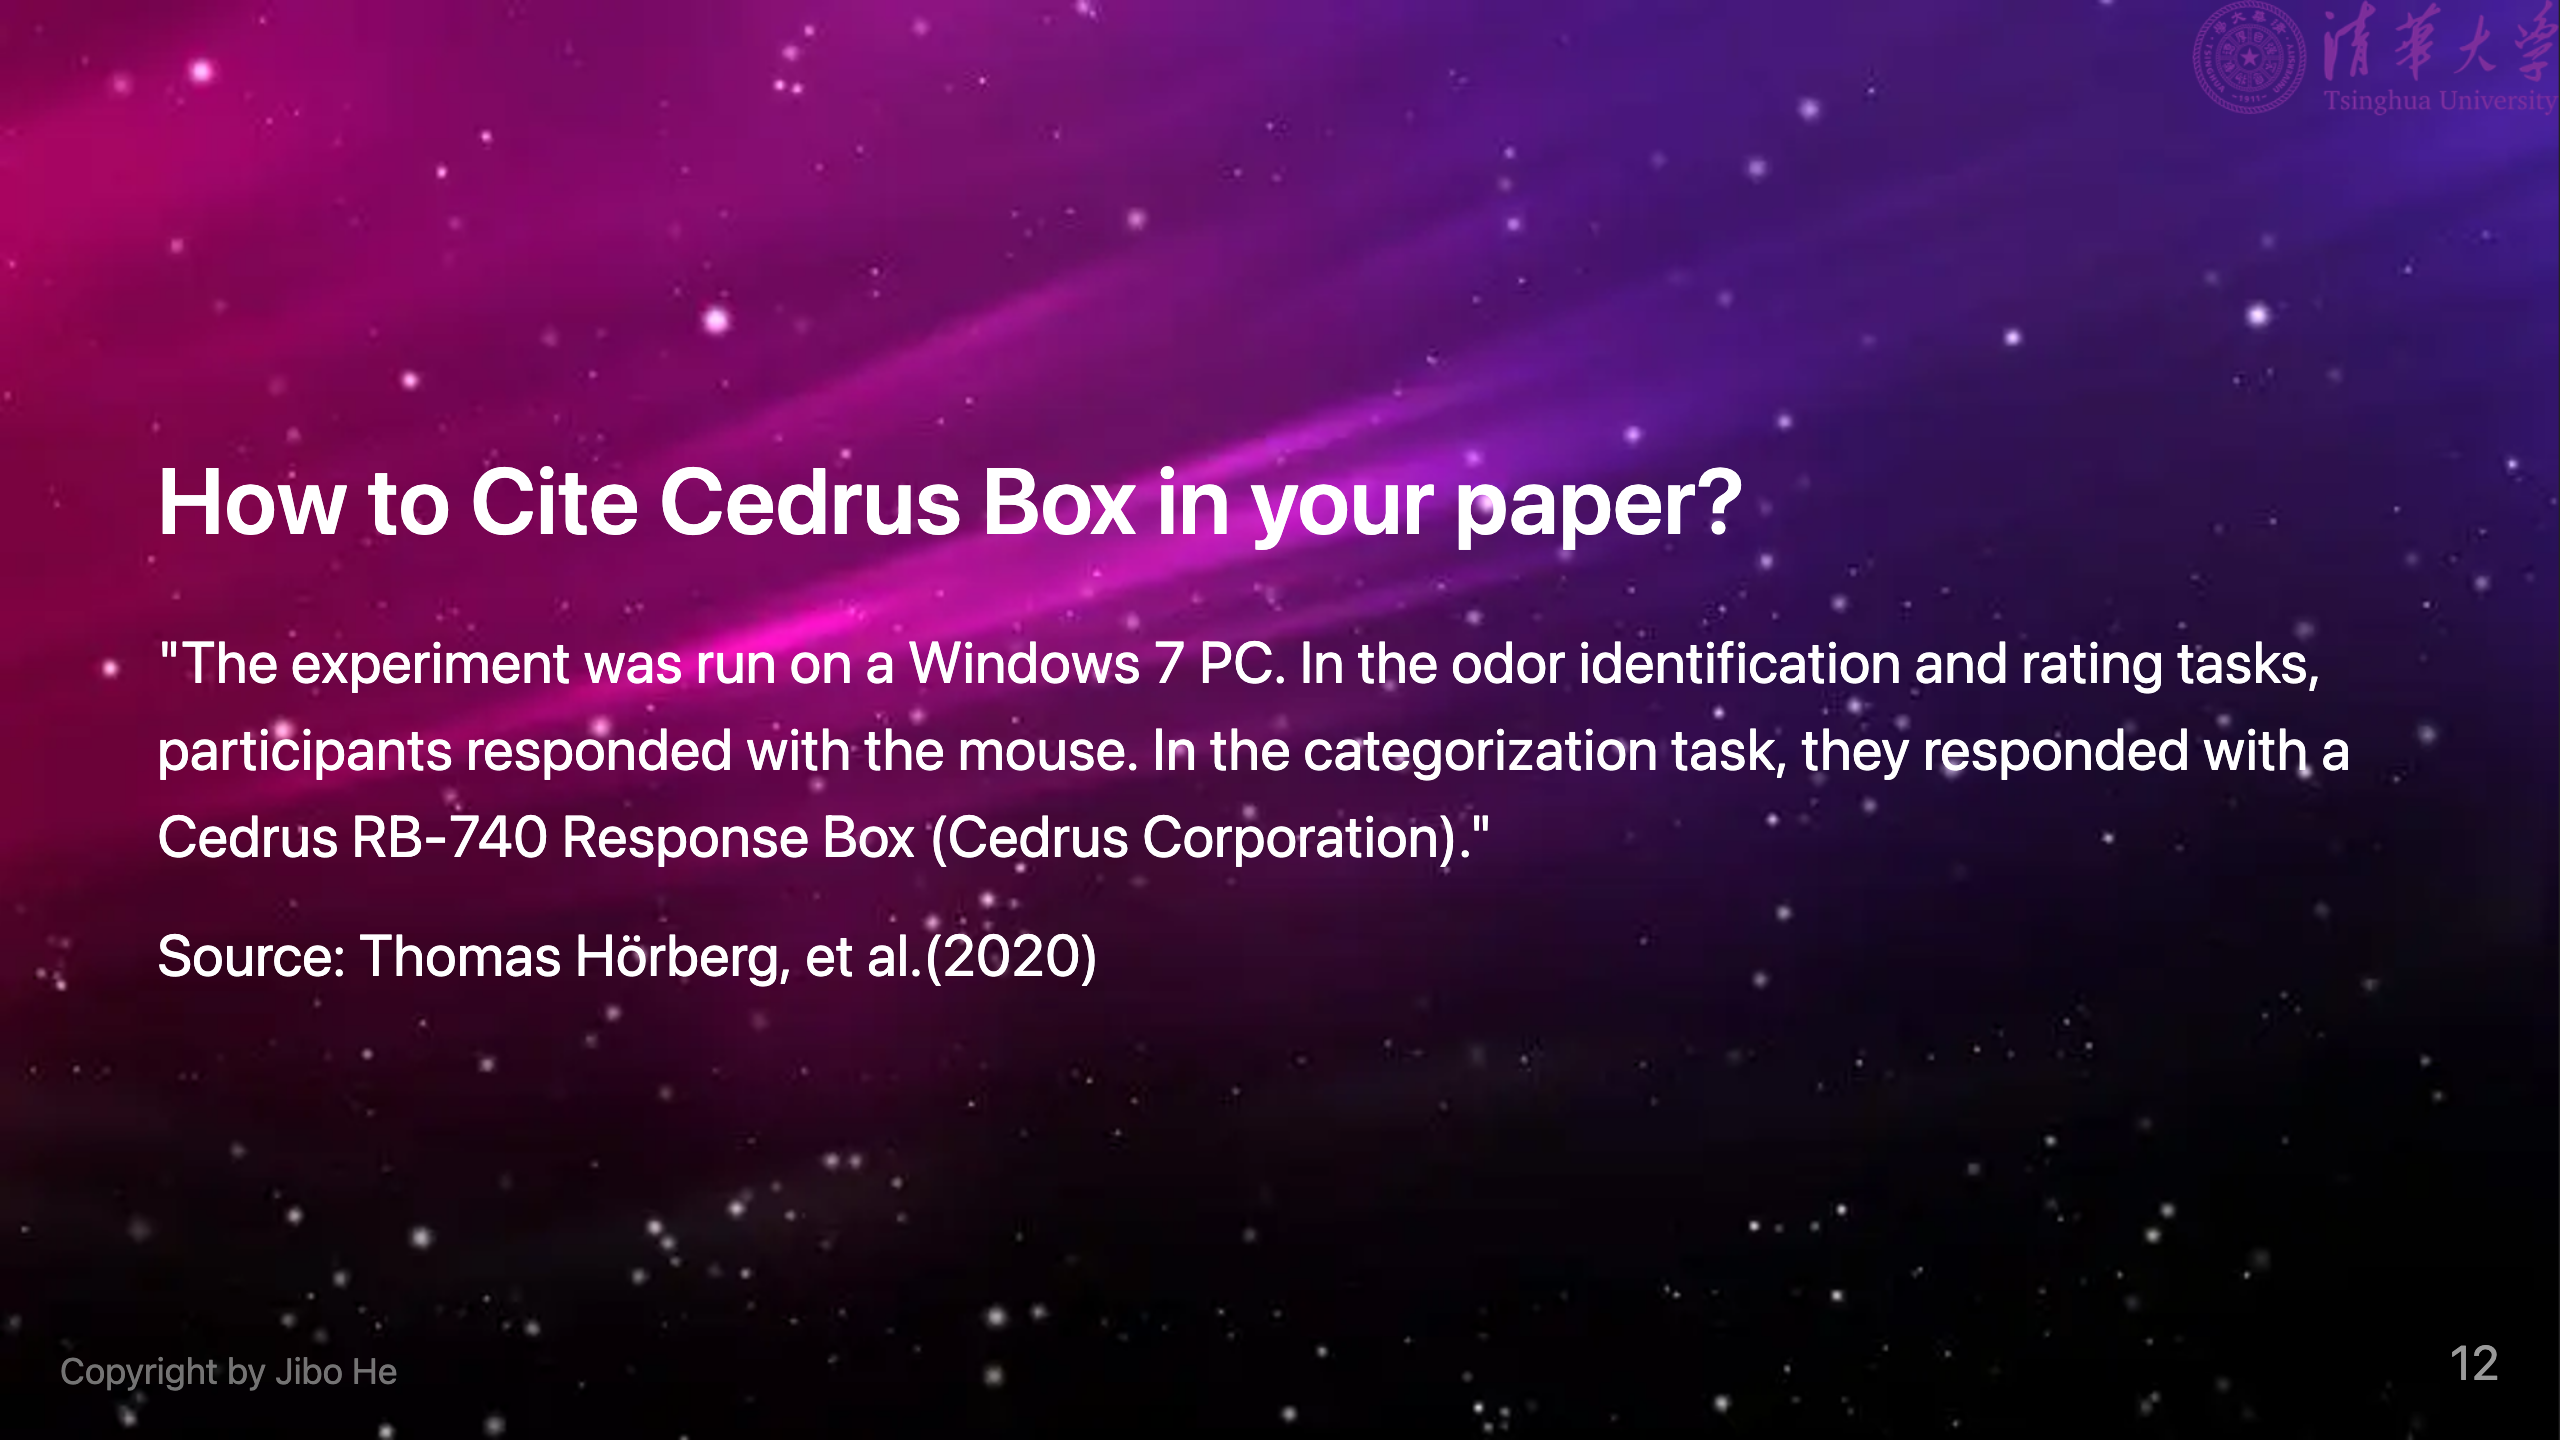 清華大学
Tsinghua University
How to Cite Cedrus Box in your paper?
"The experiment was run on a Windows 7 PC. In the odor identification and rating tasks,
participants responded with the mouse. In the categorization task, they responded with a
Cedrus RB-740 Response Box (Cedrus Corporation)."
Source: Thomas Hörberg, et al.(2020)
Copyright by Jibo He
12